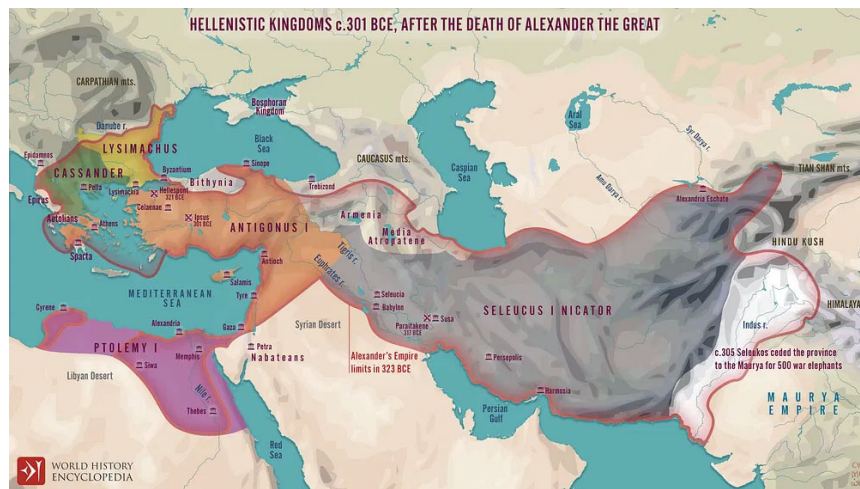 HELLENISTIC KINGDOMS c.301 BCE, AFTER THE DEATH OF ALEXANDER THE GREAT
CARPATHIAN mts.
Bosphoran
Kingdom
Danube r.
Black
Sea
Aral
Sea
Syr Darya r.
LYSIMACHUS
Epidamnos
Byzantium
Sinope
CAUCASUS mts.
Caspian
Sea
TIAN SHAN mts.
CASSANDER
Pella
Lysimachia
Hellespont
321 BCE
Bithynia
Trebizond
Amu Darya r.
Alexandria Eschate
Epirus
Celaenae
Aetolians
Athens
Ipsus
301 BCE
ANTIGONUS I
Armenia
Media
Atropatene
HINDU KUSH
Sparta
Antioch
Tigris r.
Euphrates r.
Salamis
MEDITERRANEAN
SEA
Tyre
Seleucia
Babylon
SELEUCUS I NICATOR
HIMALAYA
Cyrene
Alexandria
Gaza
Syrian Desert
Paraitakene
317 BCE
Susa
Indus r.
PTOLEMY I
Memphis
Petra
Nabateans
Alexander's Empire
limits in 323 BCE
Persepolis
c.305 Seleukos ceded the province
to the Maurya for 500 war elephants
Siwa
Libyan Desert
Nile r.
Harmosia
MAURYA
EMPIRE
Thebes
Persian
Gulf
Red
Sea
WORLD HISTORY
ENCYCLOPEDIA